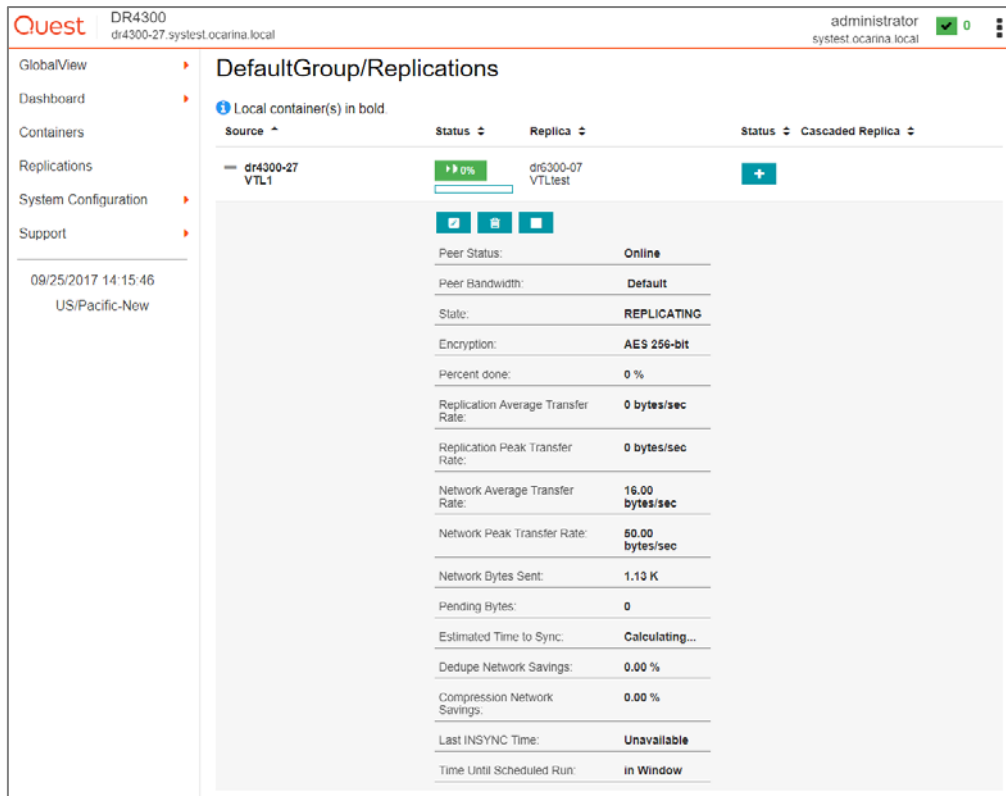 Quest
DR4300
dr4300-27.systest.ocarina.local
administrator
systest.ocarina.local
0
GlobalView
Dashboard
Containers
Replications
System Configuration
Support
09/25/2017 14:15:46
US/Pacific-New
DefaultGroup/Replications
Local container(s) in bold.
Source Status Replica Status Cascaded Replica
dr4300-27
VTL1
0%
dr6300-07
VTLtest
Peer Status: Online
Peer Bandwidth: Default
State: REPLICATING
Encryption: AES 256-bit
Percent done: 0 %
Replication Average Transfer
Rate:
0 bytes/sec
Replication Peak Transfer
Rate:
0 bytes/sec
Network Average Transfer
Rate:
16.00
bytes/sec
Network Peak Transfer Rate:
50.00
bytes/sec
Network Bytes Sent: 1.13 K
Pending Bytes: 0
Estimated Time to Sync: Calculating...
Dedupe Network Savings: 0.00 %
Compression Network
Savings:
0.00 %
Last INSYNC Time: Unavailable
Time Until Scheduled Run: in Window